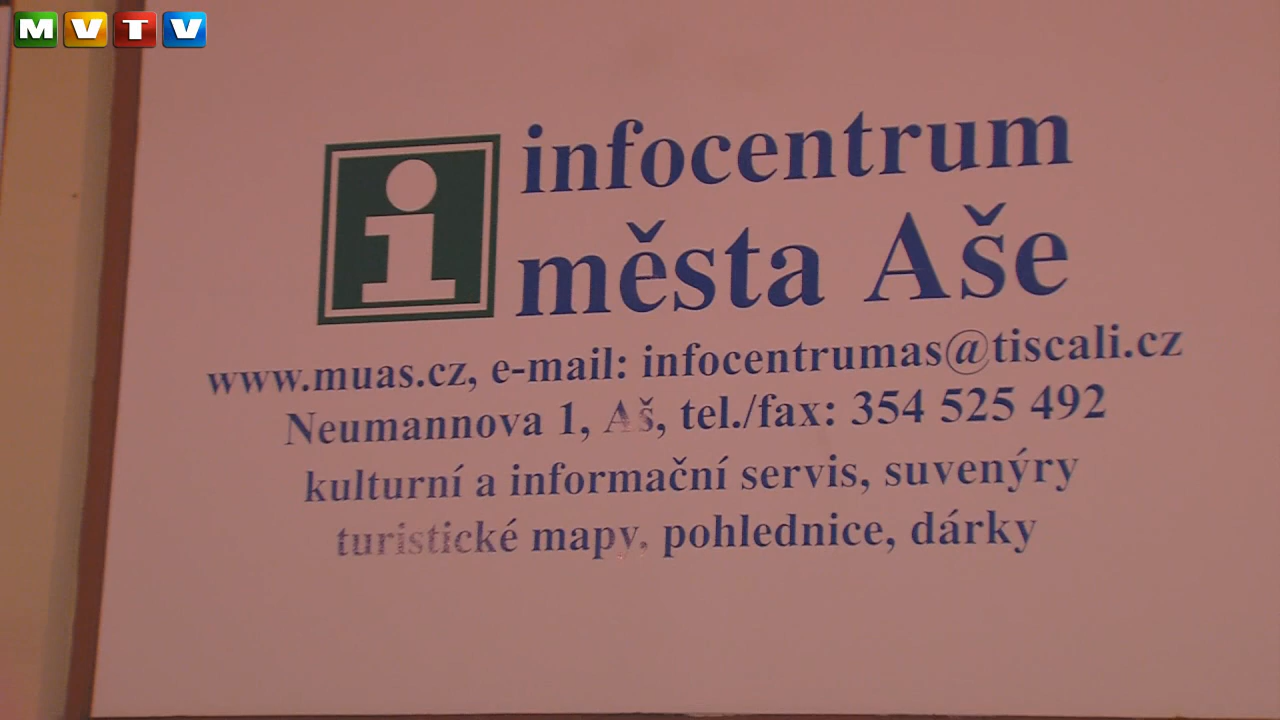 MVTV
i infocentrum
města Aše
www.muas.cz, e-mail: infocentrumas@tiscali.cz
Neumannova 1, Aš, tel./fax: 354 525 492
kulturní a informační servis, suvenýry
turistické mapy, pohlednice, dárky